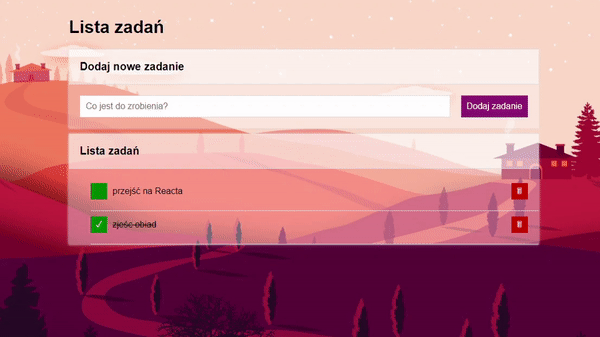 Lista zadań
Dodaj nowe zadanie
Co jest do zrobienia?
Dodaj zadanie
Lista zadań
przejść na Reacta
✓ zjeść obiad